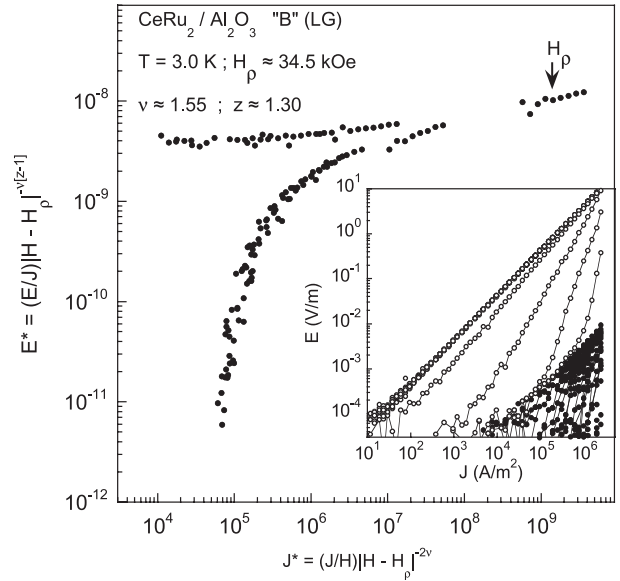 CeRu₂ / Al₂O₃ "B" (LG)
T = 3.0 K ; Hρ ≈ 34.5 kOe
ν ≈ 1.55 ; z ≈ 1.30
Hρ
10⁻⁸
10⁻⁹
10⁻¹⁰
10⁻¹¹
10⁻¹²
E* = (E/J)|H - Hρ|^-ν[z-1]
10⁴ 10⁵ 10⁶ 10⁷ 10⁸ 10⁹
J* = (J/H)|H - Hρ|^-2ν
10¹
10⁰
10⁻¹
10⁻²
10⁻³
10⁻⁴
E (V/m)
10¹ 10² 10³ 10⁴ 10⁵ 10⁶
J (A/m²)